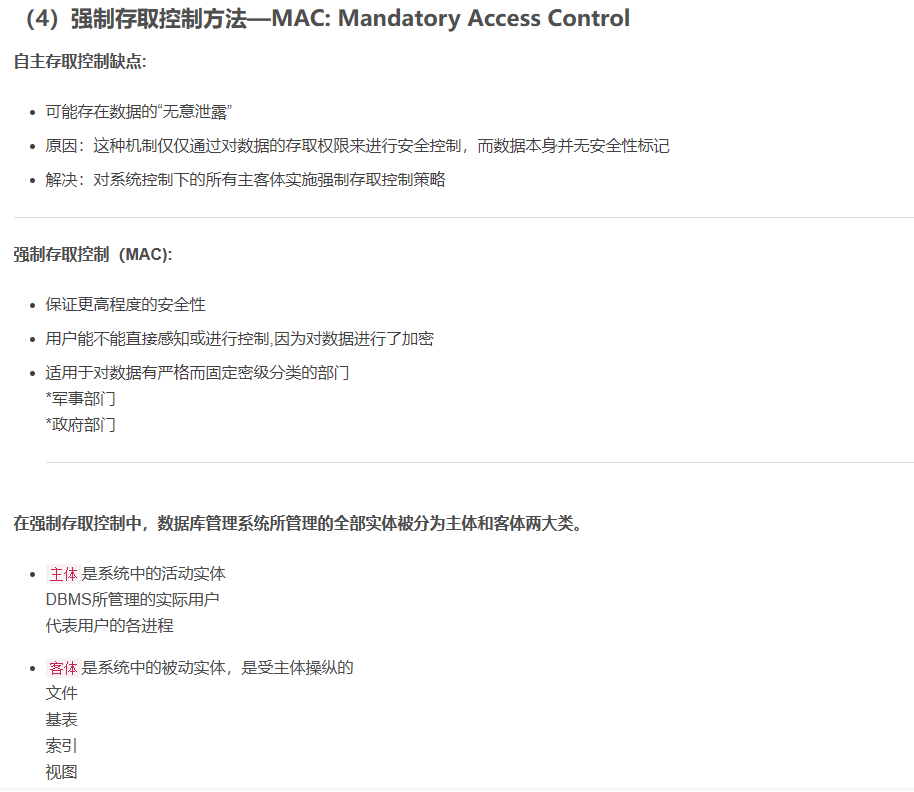 （4）强制存取控制方法—MAC: Mandatory Access Control
自主存取控制缺点:
• 可能存在数据的“无意泄露”
• 原因：这种机制仅仅通过对数据的存取权限来进行安全控制，而数据本身并无安全性标记
• 解决：对系统控制下的所有主客体实施强制存取控制策略
强制存取控制（MAC):
• 保证更高程度的安全性
• 用户能不能直接感知或进行控制,因为对数据进行了加密
• 适用于对数据有严格而固定密级分类的部门
*军事部门
*政府部门
在强制存取控制中，数据库管理系统所管理的全部实体被分为主体和客体两大类。
• 主体 是系统中的活动实体
DBMS所管理的实际用户
代表用户的各进程
• 客体 是系统中的被动实体，是受主体操纵的
文件
基表
索引
视图